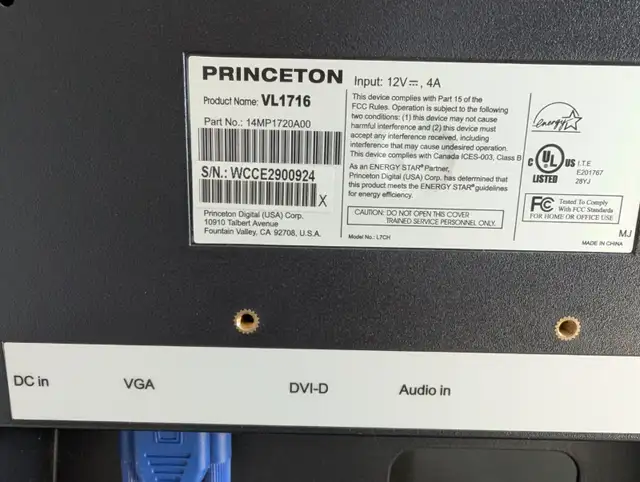 PRINCETON
Input: 12V⎓, 4A
Product Name: VL1716
Part No.: 14MP1720A00
S/N.: WCCE2900924
X
Princeton Digital (USA) Corp.
10910 Talbert Avenue
Fountain Valley, CA 92708, U.S.A.
This device complies with Part 15 of the
FCC Rules. Operation is subject to the following
two conditions: (1) this device may not cause
harmful interference and (2) this device must
accept any interference received, including
interference that may cause undesired operation.
This device complies with Canada ICES-003, Class B
As an ENERGY STAR® Partner,
Princeton Digital (USA) Corp. has determined that
this product meets the ENERGY STAR® guidelines
for energy efficiency.
CAUTION: DO NOT OPEN THIS COVER
TRAINED SERVICE PERSONNEL ONLY.
Model No.: L7CH
energy
C UL US
LISTED
I.T.E
E201767
28YJ
FC Tested To Comply
With FCC Standards
FOR HOME OR OFFICE USE
MJ
MADE IN CHINA
DC in
VGA
DVI-D
Audio in